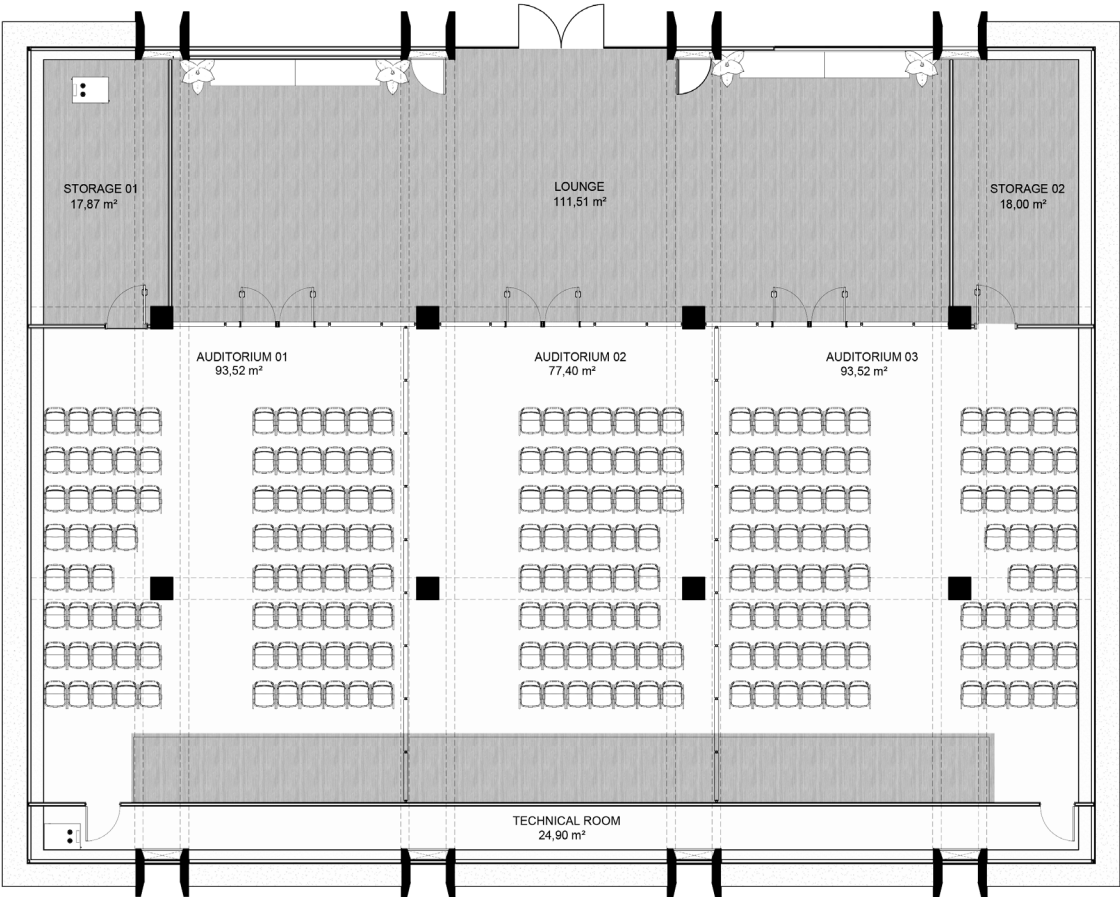 STORAGE 01
17,87 m²
LOUNGE
111,51 m²
STORAGE 02
18,00 m²
AUDITORIUM 01
93,52 m²
AUDITORIUM 02
77,40 m²
AUDITORIUM 03
93,52 m²
TECHNICAL ROOM
24,90 m²